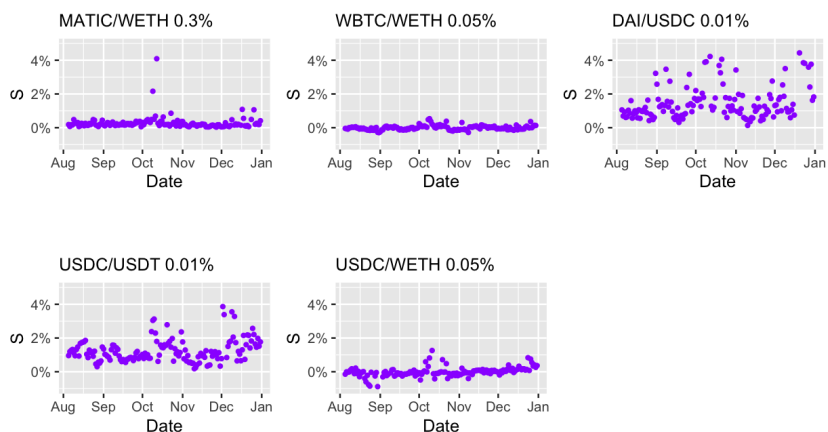 MATIC/WETH 0.3%
4%
2%
0%
S
Aug Sep Oct Nov Dec Jan
Date
WBTC/WETH 0.05%
4%
2%
0%
S
Aug Sep Oct Nov Dec Jan
Date
DAI/USDC 0.01%
4%
2%
0%
S
Aug Sep Oct Nov Dec Jan
Date
USDC/USDT 0.01%
4%
2%
0%
S
Aug Sep Oct Nov Dec Jan
Date
USDC/WETH 0.05%
4%
2%
0%
S
Aug Sep Oct Nov Dec Jan
Date